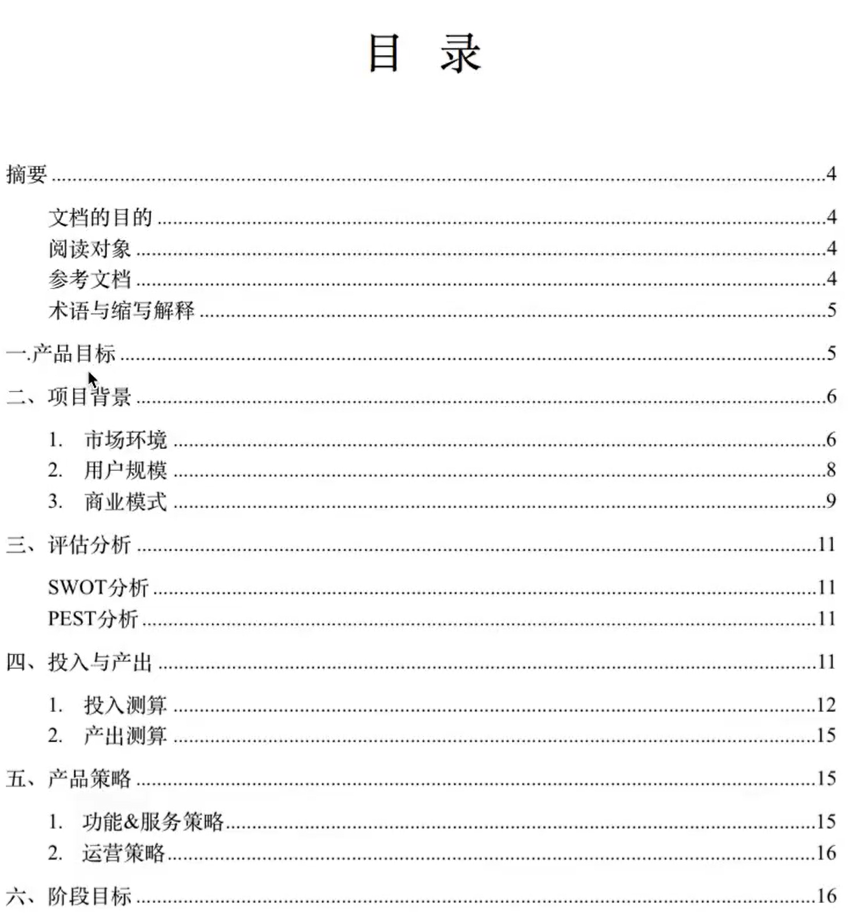 目 录
摘要 ........ 4
文档的目的 ........ 4
阅读对象 ........ 4
参考文档 ........ 4
术语与缩写解释 ........ 5
一.产品目标 ........ 5
二、项目背景 ........ 6
1. 市场环境 ........ 6
2. 用户规模 ........ 8
3. 商业模式 ........ 9
三、评估分析 ........ 11
SWOT分析 ........ 11
PEST分析 ........ 11
四、投入与产出 ........ 11
1. 投入测算 ........ 12
2. 产出测算 ........ 15
五、产品策略 ........ 15
1. 功能&服务策略 ........ 15
2. 运营策略 ........ 16
六、阶段目标 ........ 16